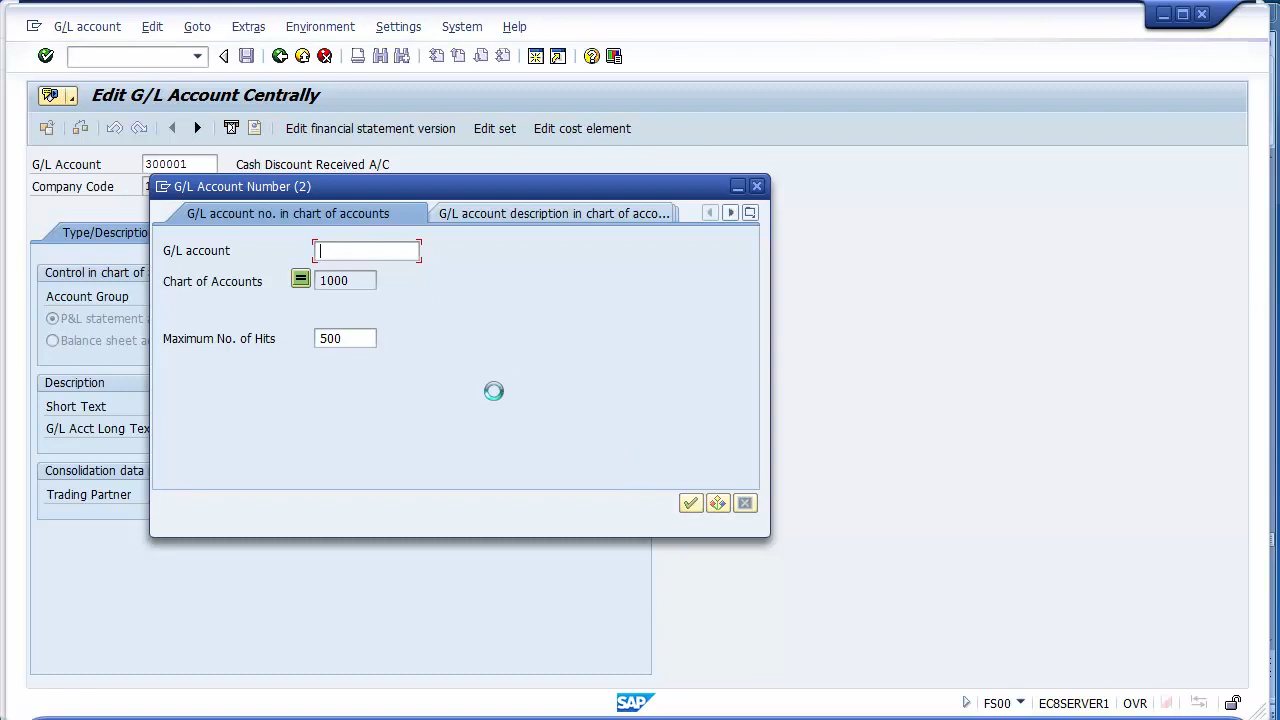 G/L account Edit Goto Extras Environment Settings System Help
Edit G/L Account Centrally
Edit financial statement version Edit set Edit cost element
G/L Account 300001 Cash Discount Received A/C
Company Code 1
G/L Account Number (2)
Type/Descriptio
G/L account no. in chart of accounts G/L account description in chart of acco...
G/L account
Control in chart of
Chart of Accounts 1000
Account Group
P&L statement a
Balance sheet ac
Maximum No. of Hits 500
Description
Short Text
G/L Acct Long Tex
Consolidation data
Trading Partner
SAP
FS00 EC8SERVER1 OVR